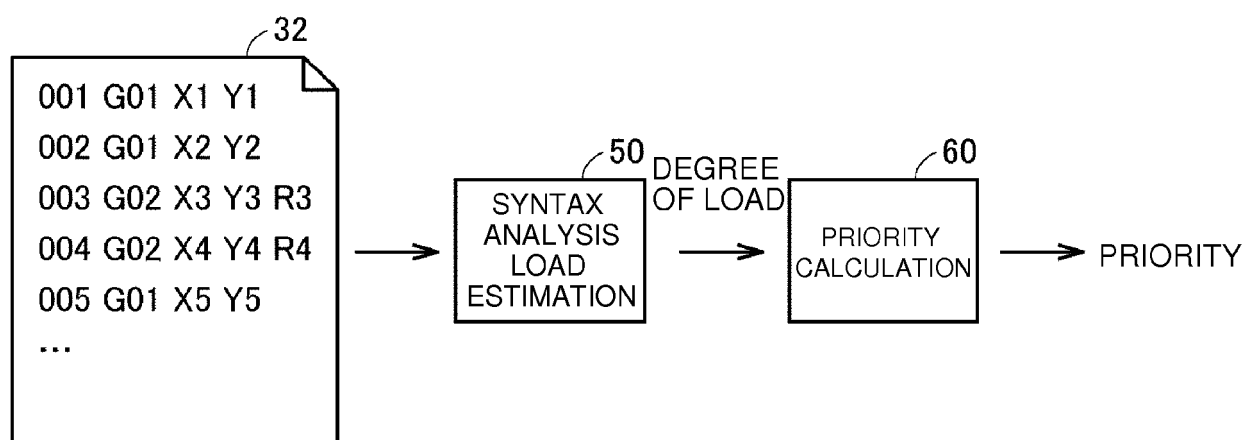 32
001 G01 X1 Y1
002 G01 X2 Y2
003 G02 X3 Y3 R3
004 G02 X4 Y4 R4
005 G01 X5 Y5
...
50
SYNTAX
ANALYSIS
LOAD
ESTIMATION
DEGREE
OF LOAD
60
PRIORITY
CALCULATION
PRIORITY